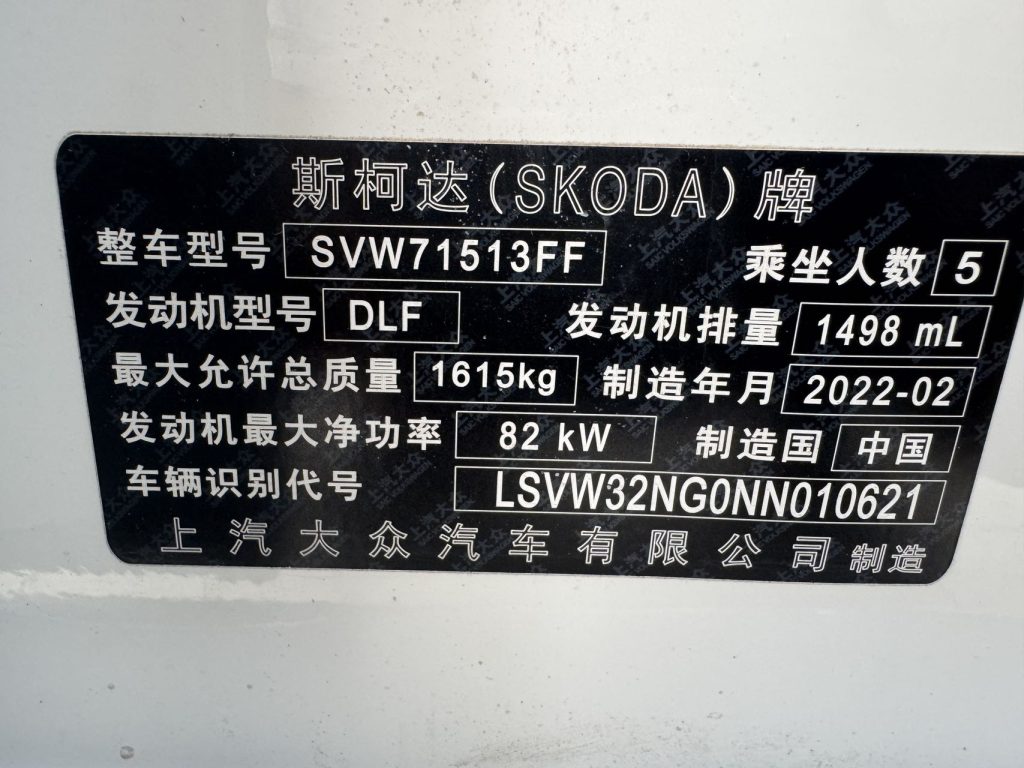 斯柯达(SKODA)牌
整车型号 SVW71513FF 乘坐人数 5
发动机型号 DLF 发动机排量 1498 mL
最大允许总质量 1615kg 制造年月 2022-02
发动机最大净功率 82 kW 制造国 中国
车辆识别代号 LSVW32NG0NN010621
上汽大众汽车有限公司 制造